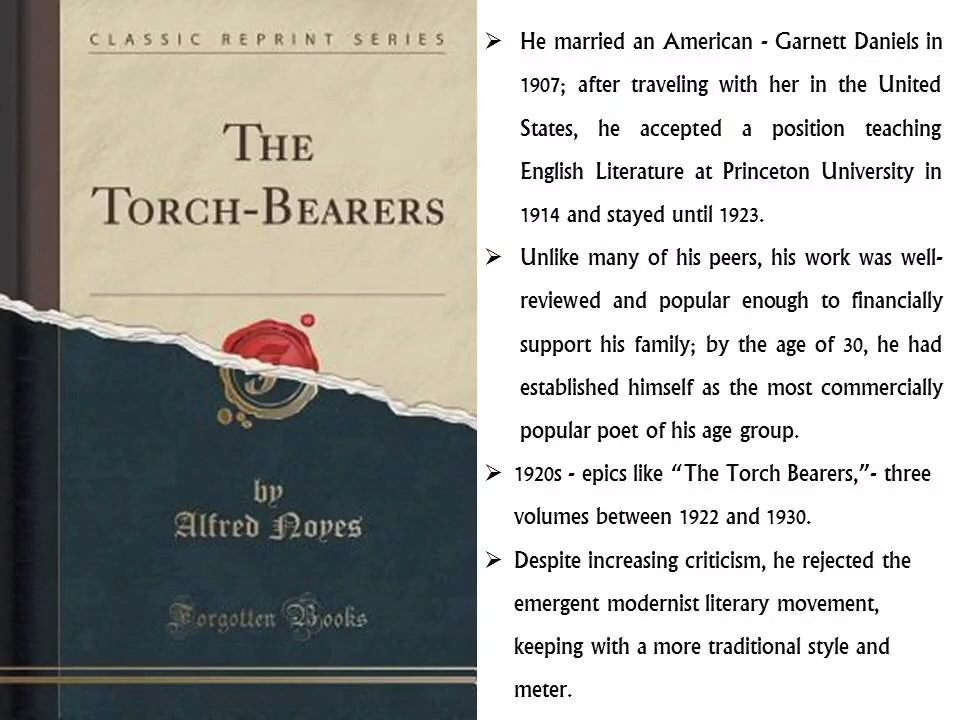 CLASSIC REPRINT SERIES
THE
TORCH-BEARERS
by
Alfred Noyes
Forgotten Books
➢ He married an American - Garnett Daniels in
1907; after traveling with her in the United
States, he accepted a position teaching
English Literature at Princeton University in
1914 and stayed until 1923.
➢ Unlike many of his peers, his work was well-
reviewed and popular enough to financially
support his family; by the age of 30, he had
established himself as the most commercially
popular poet of his age group.
➢ 1920s - epics like “The Torch Bearers,”- three
volumes between 1922 and 1930.
➢ Despite increasing criticism, he rejected the
emergent modernist literary movement,
keeping with a more traditional style and
meter.